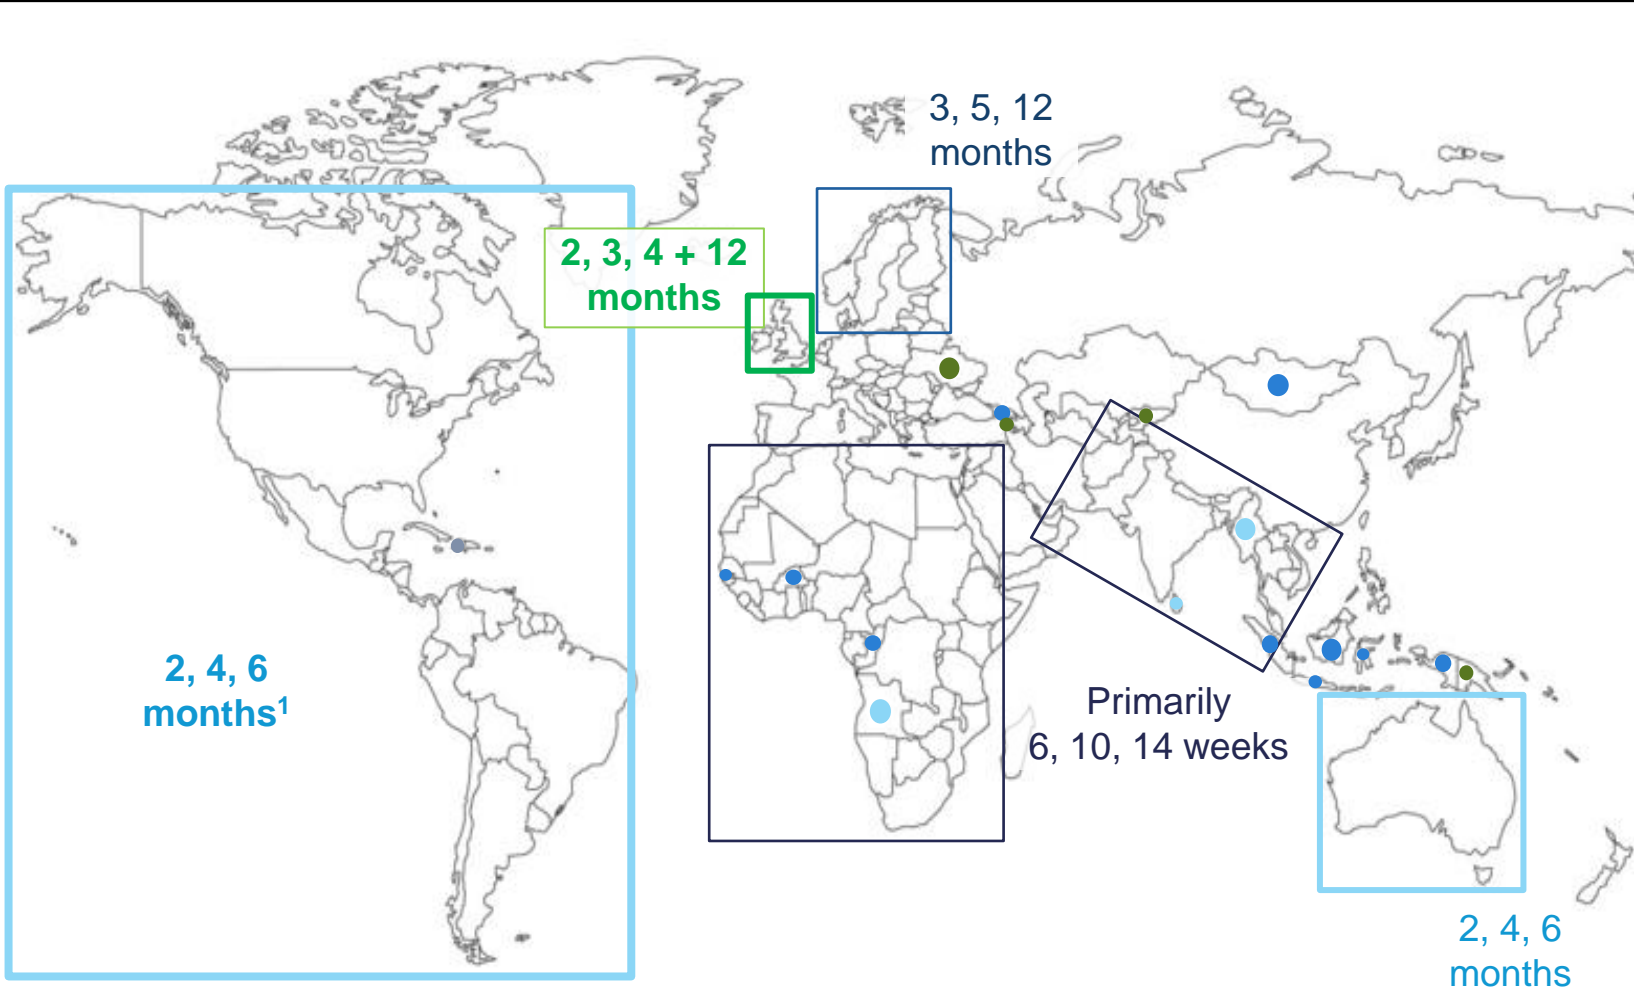 3, 5, 12
months
2, 3, 4 + 12
months
2, 4, 6
months¹
Primarily
6, 10, 14 weeks
2, 4, 6
months